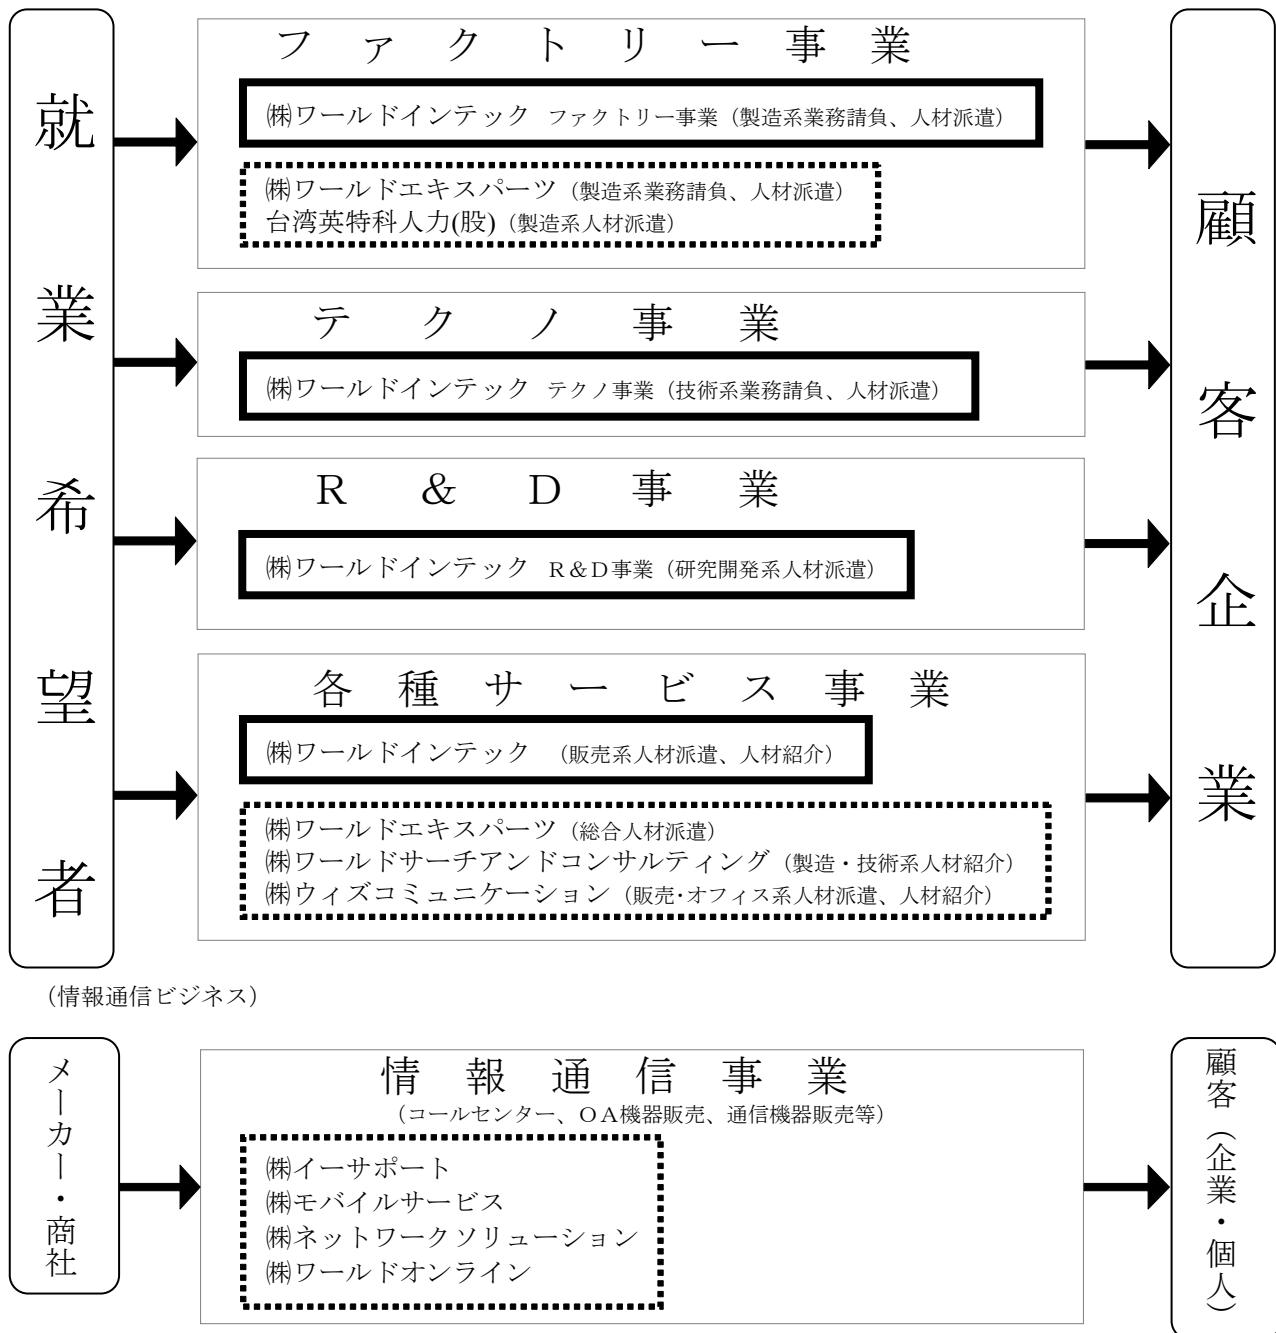 就業希望者
ファクトリー事業
㈱ワールドインテック ファクトリー事業（製造系業務請負、人材派遣）
㈱ワールドエキスパーツ（製造系業務請負、人材派遣）
台湾英特科人力(股)（製造系人材派遣）
テクノ事業
㈱ワールドインテック テクノ事業（技術系業務請負、人材派遣）
Ｒ＆Ｄ事業
㈱ワールドインテック Ｒ＆Ｄ事業（研究開発系人材派遣）
各種サービス事業
㈱ワールドインテック （販売系人材派遣、人材紹介）
㈱ワールドエキスパーツ（総合人材派遣）
㈱ワールドサーチアンドコンサルティング（製造・技術系人材紹介）
㈱ウィズコミュニケーション（販売･オフィス系人材派遣、人材紹介）
顧客企業
（情報通信ビジネス）
メーカー・商社
情報通信事業
（コールセンター、ＯＡ機器販売、通信機器販売等）
㈱イーサポート
㈱モバイルサービス
㈱ネットワークソリューション
㈱ワールドオンライン
顧客（企業・個人）